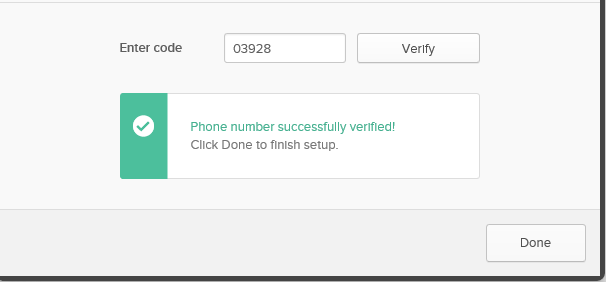 Enter code 03928 Verify
Phone number successfully verified!
Click Done to finish setup.
Done